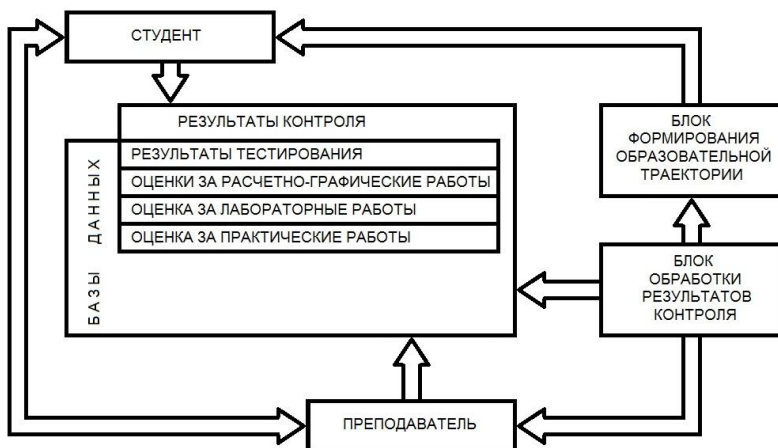 СТУДЕНТ
РЕЗУЛЬТАТЫ КОНТРОЛЯ
РЕЗУЛЬТАТЫ ТЕСТИРОВАНИЯ
ОЦЕНКИ ЗА РАСЧЕТНО-ГРАФИЧЕСКИЕ РАБОТЫ
ОЦЕНКА ЗА ЛАБОРАТОРНЫЕ РАБОТЫ
ОЦЕНКА ЗА ПРАКТИЧЕСКИЕ РАБОТЫ
БАЗЫ ДАННЫХ
БЛОК
ФОРМИРОВАНИЯ
ОБРАЗОВАТЕЛЬНОЙ
ТРАЕКТОРИИ
БЛОК
ОБРАБОТКИ
РЕЗУЛЬТАТОВ
КОНТРОЛЯ
ПРЕПОДАВАТЕЛЬ